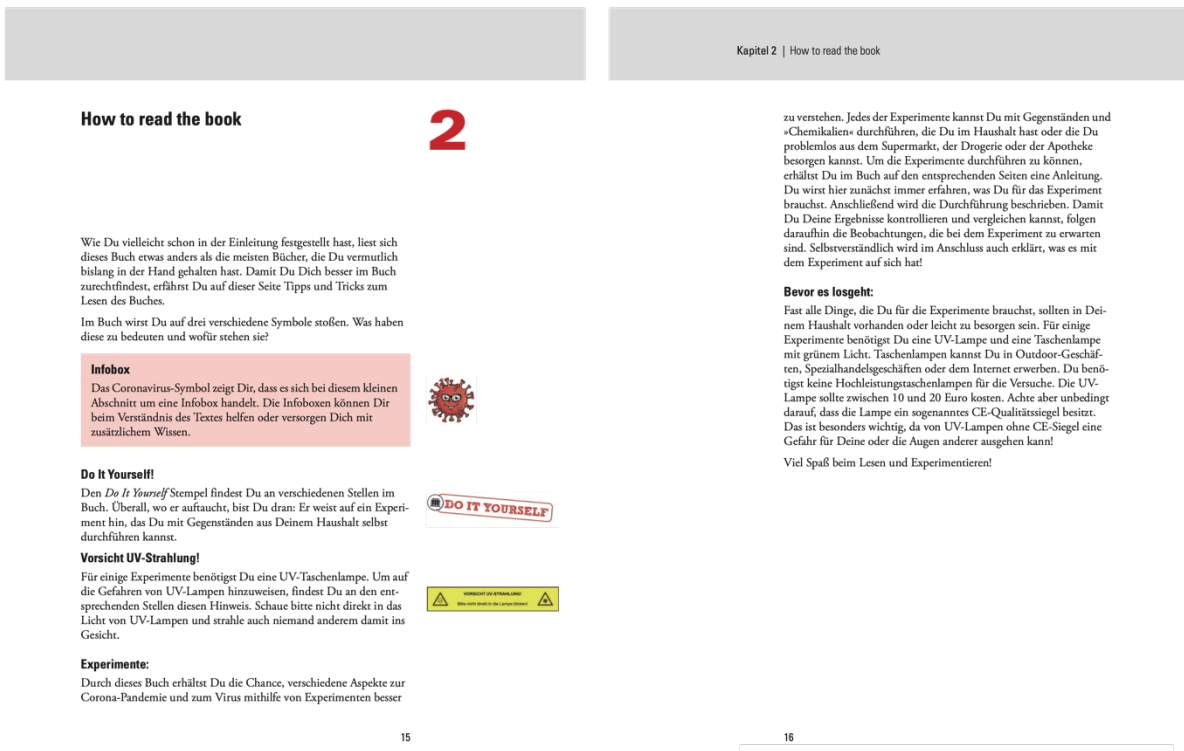 How to read the book
2
Wie Du vielleicht schon in der Einleitung festgestellt hast, liest sich
dieses Buch etwas anders als die meisten Bücher, die Du vermutlich
bislang in der Hand gehalten hast. Damit Du Dich besser im Buch
zurechtfindest, erfährst Du auf dieser Seite Tipps und Tricks zum
Lesen des Buches.
Im Buch wirst Du auf drei verschiedene Symbole stoßen. Was haben
diese zu bedeuten und wofür stehen sie?
Infobox
Das Coronavirus-Symbol zeigt Dir, dass es sich bei diesem kleinen
Abschnitt um eine Infobox handelt. Die Infoboxen können Dir
beim Verständnis des Textes helfen oder versorgen Dich mit
zusätzlichem Wissen.
Do It Yourself!
Den Do It Yourself Stempel findest Du an verschiedenen Stellen im
Buch. Überall, wo er auftaucht, bist Du dran: Er weist auf ein Experi-
ment hin, das Du mit Gegenständen aus Deinem Haushalt selbst
durchführen kannst.
DO IT YOURSELF
Vorsicht UV-Strahlung!
Für einige Experimente benötigst Du eine UV-Taschenlampe. Um auf
die Gefahren von UV-Lampen hinzuweisen, findest Du an den ent-
sprechenden Stellen diesen Hinweis. Schaue bitte nicht direkt in das
Licht von UV-Lampen und strahle auch niemand anderem damit ins
Gesicht.
VORSICHT UV-STRAHLUNG!
Bitte nicht direkt in die Lampe blicken!
Experimente:
Durch dieses Buch erhältst Du die Chance, verschiedene Aspekte zur
Corona-Pandemie und zum Virus mithilfe von Experimenten besser
15
Kapitel 2 | How to read the book
zu verstehen. Jedes der Experimente kannst Du mit Gegenständen und
»Chemikalien« durchführen, die Du im Haushalt hast oder die Du
problemlos aus dem Supermarkt, der Drogerie oder der Apotheke
besorgen kannst. Um die Experimente durchführen zu können,
erhältst Du im Buch auf den entsprechenden Seiten eine Anleitung.
Du wirst hier zunächst immer erfahren, was Du für das Experiment
brauchst. Anschließend wird die Durchführung beschrieben. Damit
Du Deine Ergebnisse kontrollieren und vergleichen kannst, folgen
daraufhin die Beobachtungen, die bei dem Experiment zu erwarten
sind. Selbstverständlich wird im Anschluss auch erklärt, was es mit
dem Experiment auf sich hat!
Bevor es losgeht:
Fast alle Dinge, die Du für die Experimente brauchst, sollten in Dei-
nem Haushalt vorhanden oder leicht zu besorgen sein. Für einige
Experimente benötigst Du eine UV-Lampe und eine Taschenlampe
mit grünem Licht. Taschenlampen kannst Du in Outdoor-Geschäf-
ten, Spezialhandelsgeschäften oder dem Internet erwerben. Du benö-
tigst keine Hochleistungstaschenlampen für die Versuche. Die UV-
Lampe sollte zwischen 10 und 20 Euro kosten. Achte aber unbedingt
darauf, dass die Lampe ein sogenanntes CE-Qualitätssiegel besitzt.
Das ist besonders wichtig, da von UV-Lampen ohne CE-Siegel eine
Gefahr für Deine oder die Augen anderer ausgehen kann!
Viel Spaß beim Lesen und Experimentieren!
16